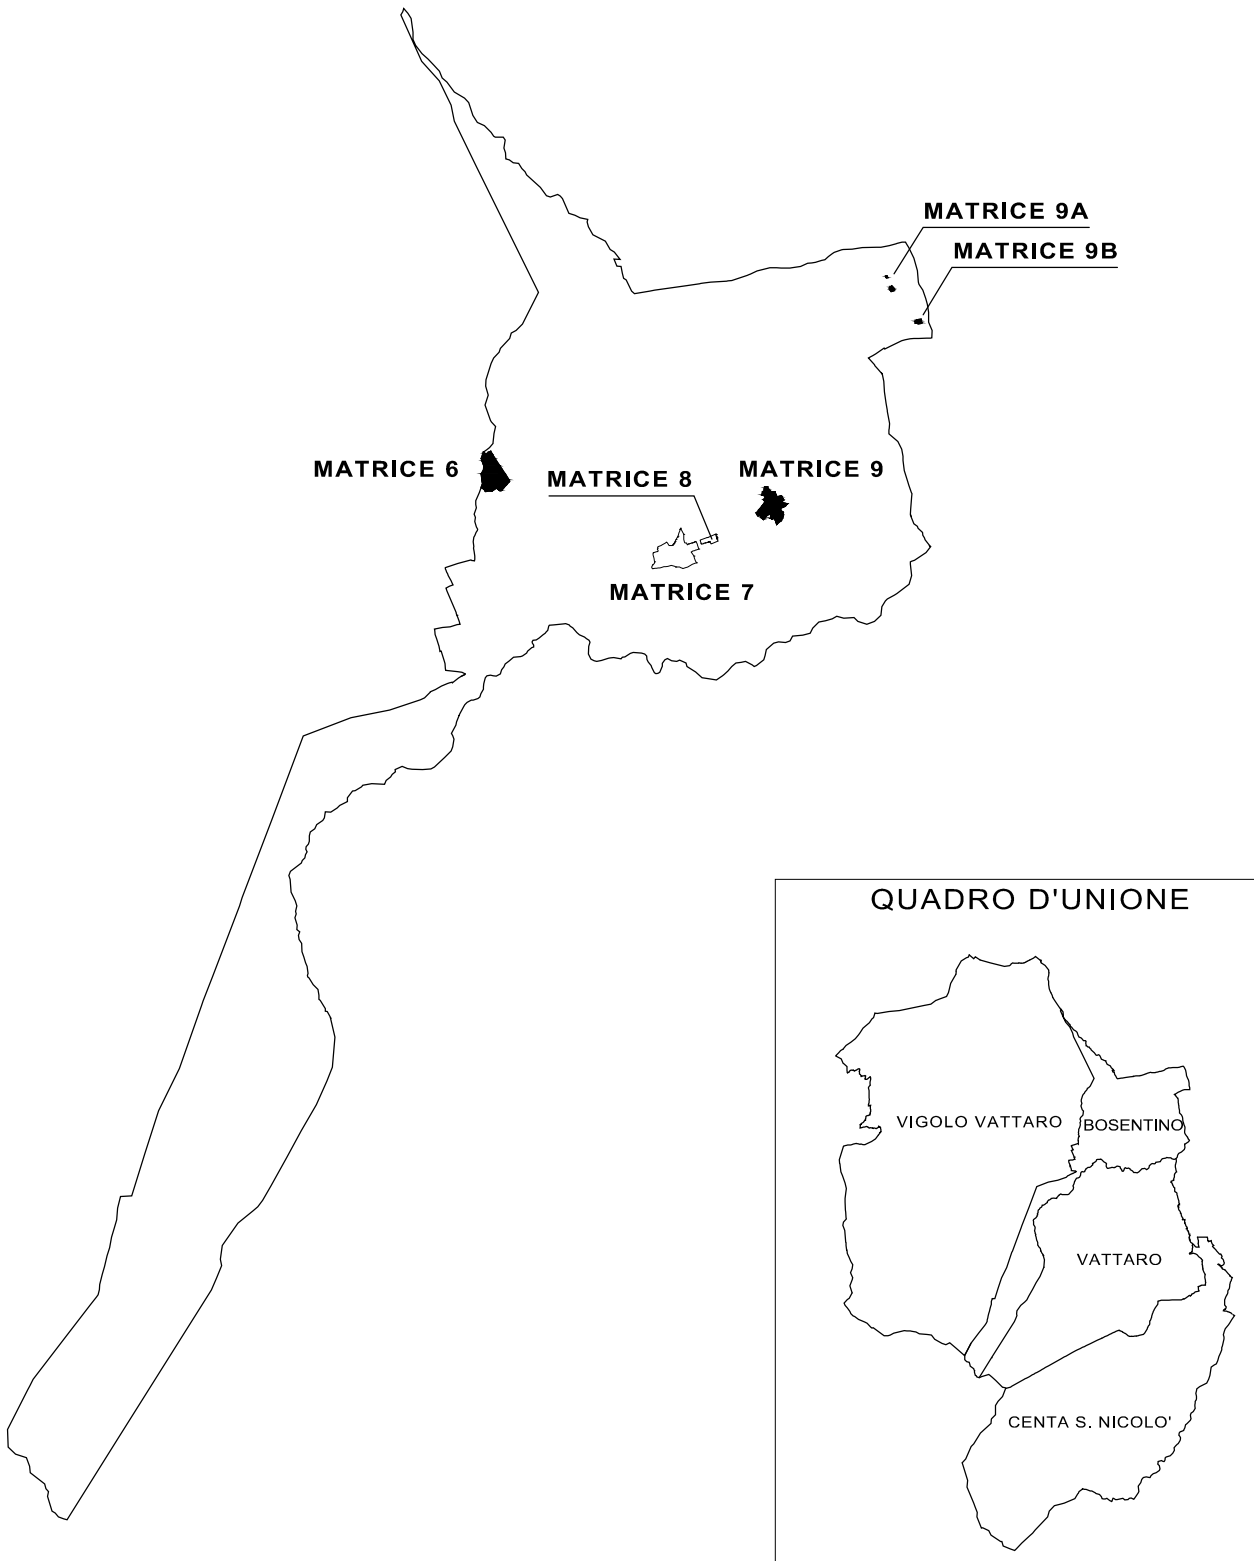 MATRICE 9A
MATRICE 9B
MATRICE 6
MATRICE 8
MATRICE 9
MATRICE 7
QUADRO D'UNIONE
VIGOLO VATTARO
BOSENTINO
VATTARO
CENTA S. NICOLO'